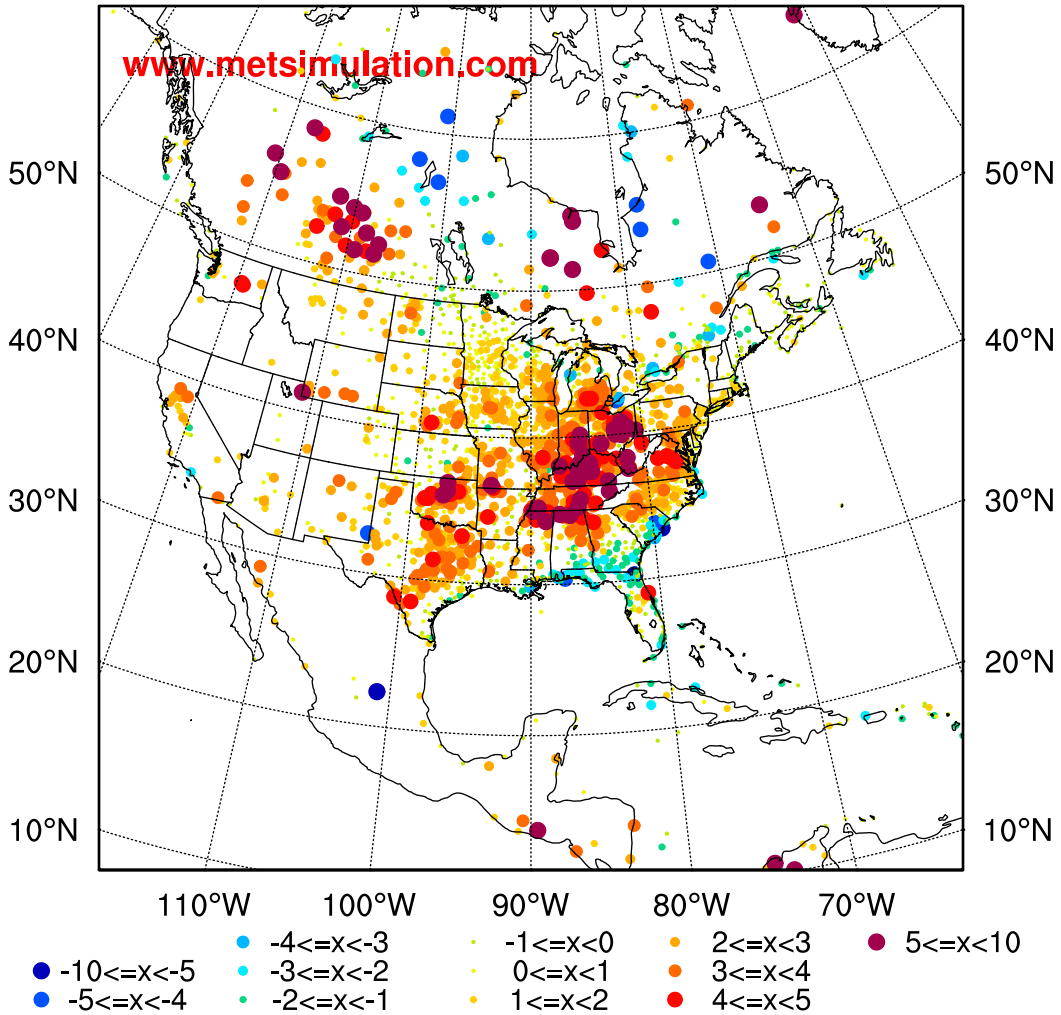 www.metsimulation.com
50°N 50°N
40°N 40°N
30°N 30°N
20°N 20°N
10°N 10°N
110°W 100°W 90°W 80°W 70°W
-4<=x<-3 -1<=x<0 2<=x<3 5<=x<10
-10<=x<-5 -3<=x<-2 0<=x<1 3<=x<4
-5<=x<-4 -2<=x<-1 1<=x<2 4<=x<5